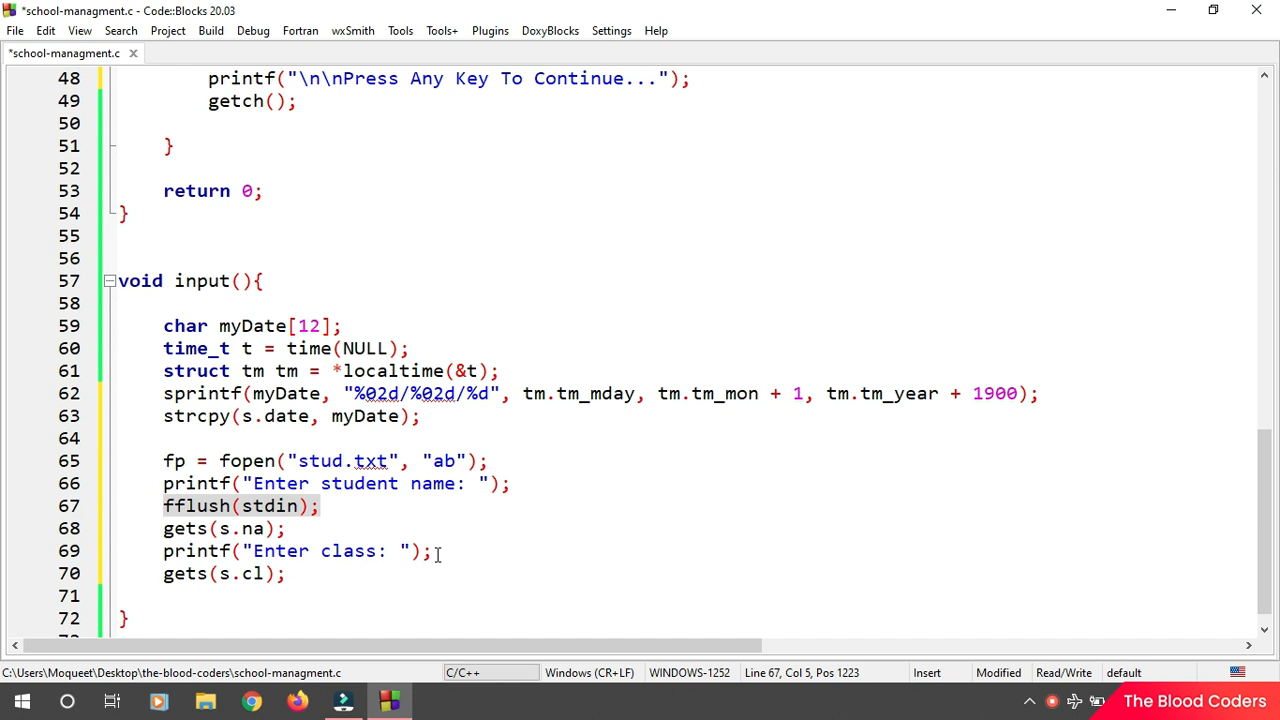 *school-managment.c - Code::Blocks 20.03
File Edit View Search Project Build Debug Fortran wxSmith Tools Tools+ Plugins DoxyBlocks Settings Help
*school-managment.c
48 printf("\n\nPress Any Key To Continue...");
49 getch();
50
51 }
52
53 return 0;
54 }
55
56
57 void input(){
58
59 char myDate[12];
60 time_t t = time(NULL);
61 struct tm tm = *localtime(&t);
62 sprintf(myDate, "%02d/%02d/%d", tm.tm_mday, tm.tm_mon + 1, tm.tm_year + 1900);
63 strcpy(s.date, myDate);
64
65 fp = fopen("stud.txt", "ab");
66 printf("Enter student name: ");
67 fflush(stdin);
68 gets(s.na);
69 printf("Enter class: ");
70 gets(s.cl);
71
72 }
C:\Users\Moqueet\Desktop\the-blood-coders\school-managment.c C/C++ Windows (CR+LF) WINDOWS-1252 Line 67, Col 5, Pos 1223 Insert Modified Read/Write default
The Blood Coders